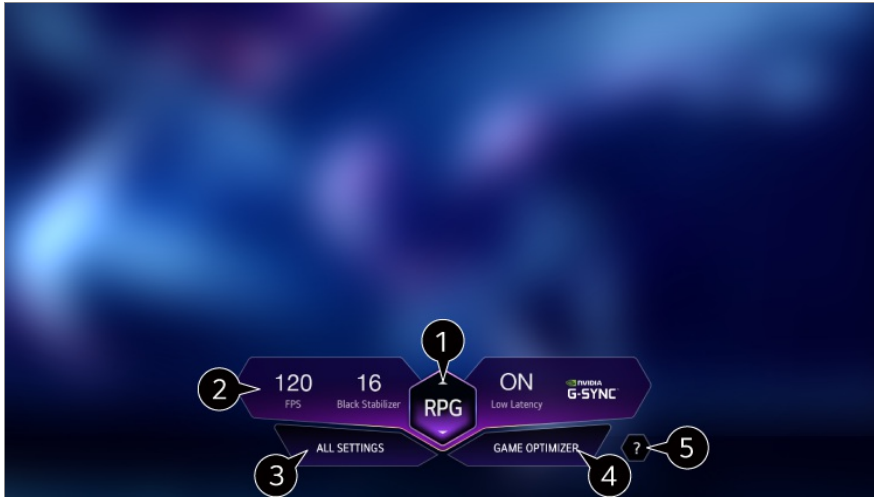 1
2
120
FPS
16
Black Stabilizer
RPG
ON
Low Latency
NVIDIA
G-SYNC
ALL SETTINGS
GAME OPTIMIZER
?
3
4
5